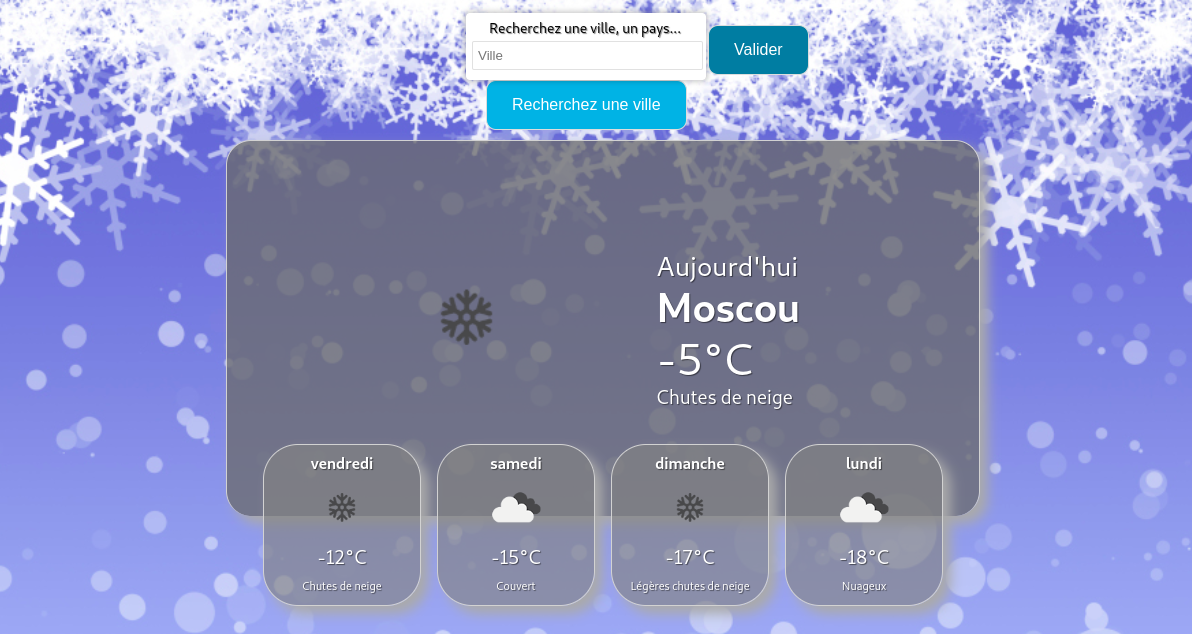 Recherchez une ville, un pays...
Ville
Valider
Recherchez une ville
Aujourd'hui
Moscou
-5°C
Chutes de neige
vendredi
-12°C
Chutes de neige
samedi
-15°C
Couvert
dimanche
-17°C
Légères chutes de neige
lundi
-18°C
Nuageux